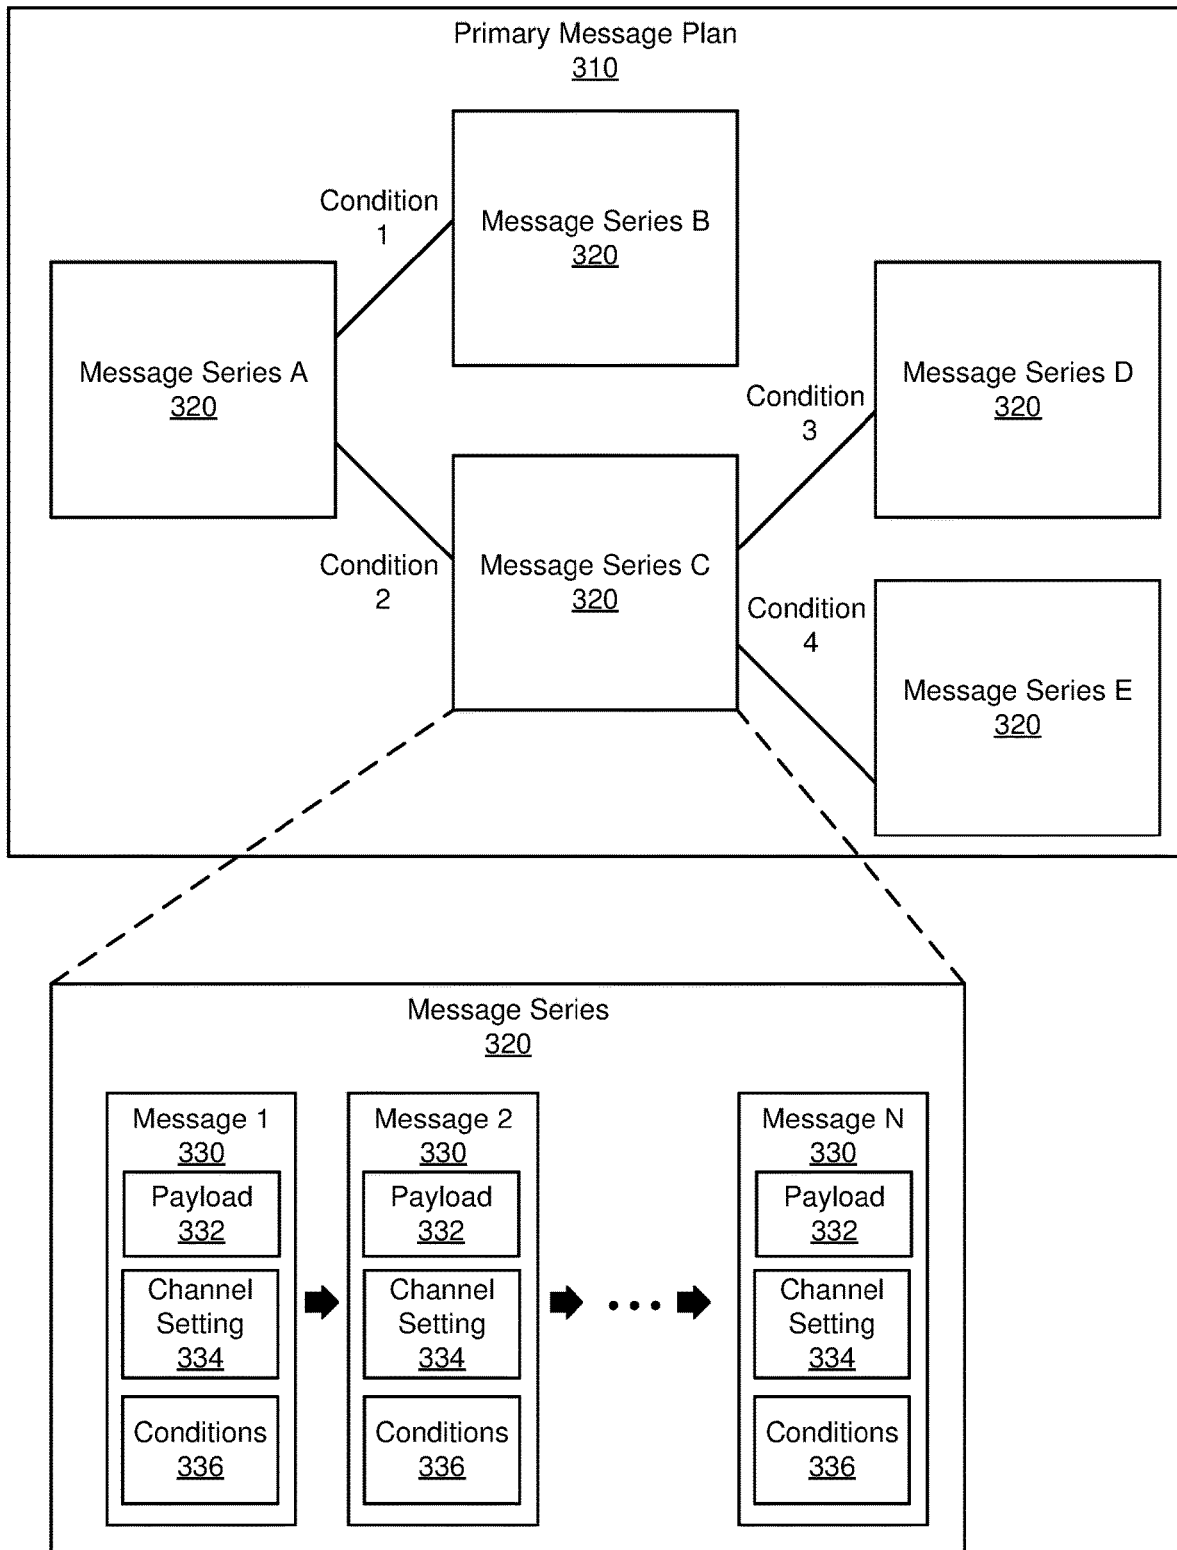 Primary Message Plan
310
Condition
1
Message Series B
320
Message Series A
320
Condition
2
Message Series C
320
Condition
3
Message Series D
320
Condition
4
Message Series E
320
Message Series
320
Message 1
330
Payload
332
Channel
Setting
334
Conditions
336
Message 2
330
Payload
332
Channel
Setting
334
Conditions
336
Message N
330
Payload
332
Channel
Setting
334
Conditions
336